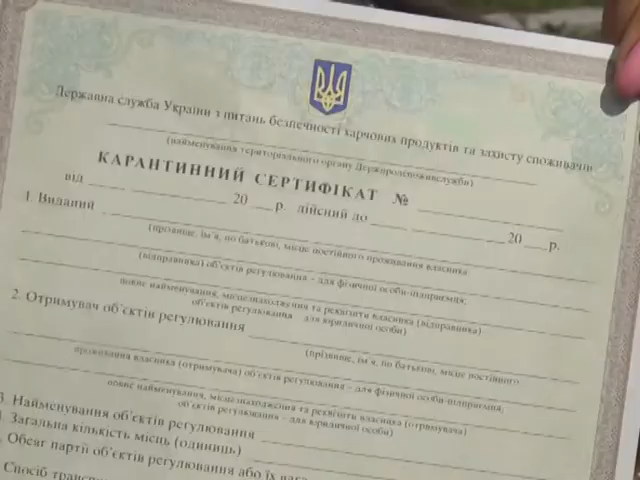 Державна служба України з питань безпечності харчових продуктів та захисту споживачів
(найменування територіального органу Держпродспоживслужби)
КАРАНТИННИЙ СЕРТИФІКАТ №
від 20 р. дійсний до 20 р.
1. Виданий
(прізвище, ім'я, по батькові, місце постійного проживання власника
(відправника) об'єктів регулювання - для фізичної особи-підприємця;
повне найменування, місцезнаходження та реквізити власника (відправника)
об'єктів регулювання - для юридичної особи)
2. Отримувач об'єктів регулювання
(прізвище, ім'я, по батькові, місце постійного
проживання власника (отримувача) об'єктів регулювання - для фізичної особи-підприємця;
повне найменування, місцезнаходження та реквізити власника (отримувача)
об'єктів регулювання - для юридичної особи)
3. Найменування об'єктів регулювання
Загальна кількість місць (одиниць)
Обсяг партії об'єктів регулювання або їх
Спосіб